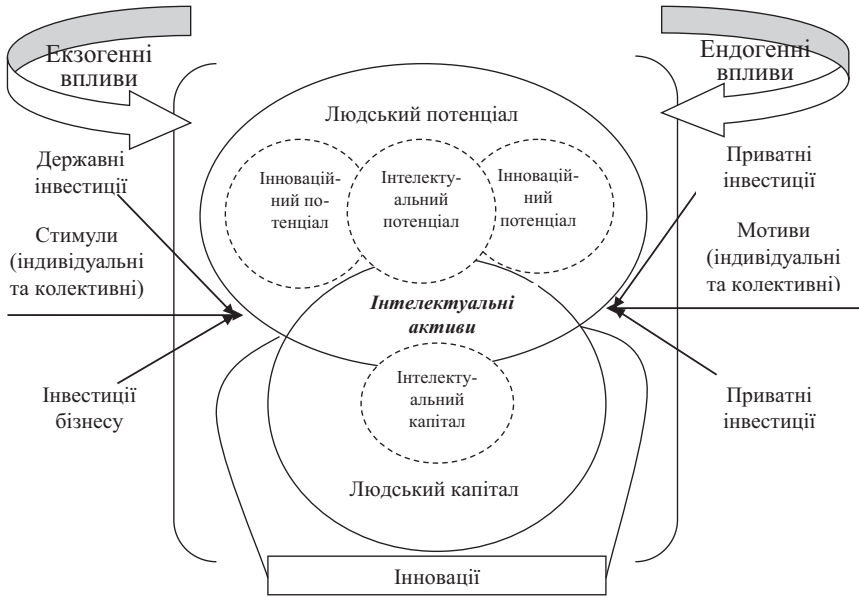 Екзогенні
впливи
Ендогенні
впливи
Людський потенціал
Державні
інвестиції
Приватні
інвестиції
Інновацій-
ний по-
тенціал
Інтелекту-
альний
потенціал
Інновацій-
ний
потенціал
Стимули
(індивідуальні
та колективні)
Мотиви
(індивідуальні
та колективні)
Інтелектуальні
активи
Інвестиції
бізнесу
Інтелекту-
альний
капітал
Приватні
інвестиції
Людський капітал
Інновації